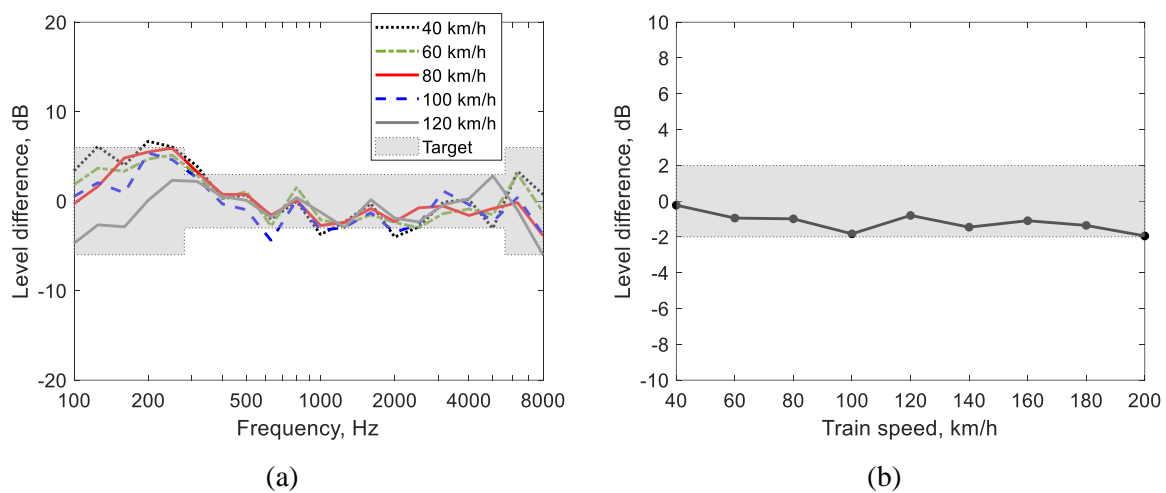 20
10
0
-10
-20
Level difference, dB
100 200 500 1000 2000 4000 8000
Frequency, Hz
40 km/h
60 km/h
80 km/h
100 km/h
120 km/h
Target
(a)
10
8
6
4
2
0
-2
-4
-6
-8
-10
Level difference, dB
40 60 80 100 120 140 160 180 200
Train speed, km/h
(b)